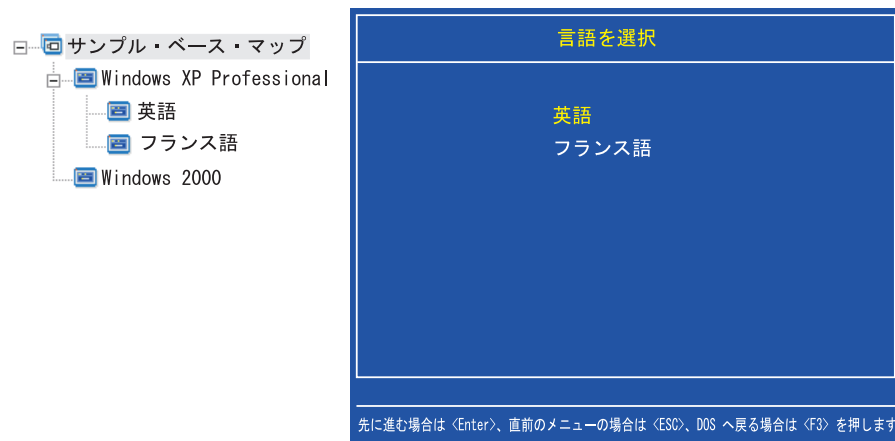 サンプル・ベース・マップ
Windows XP Professional
英語
フランス語
Windows 2000
言語を選択
英語
フランス語
先に進む場合は〈Enter〉、直前のメニューの場合は〈ESC〉、DOS へ戻る場合は〈F3〉を押します